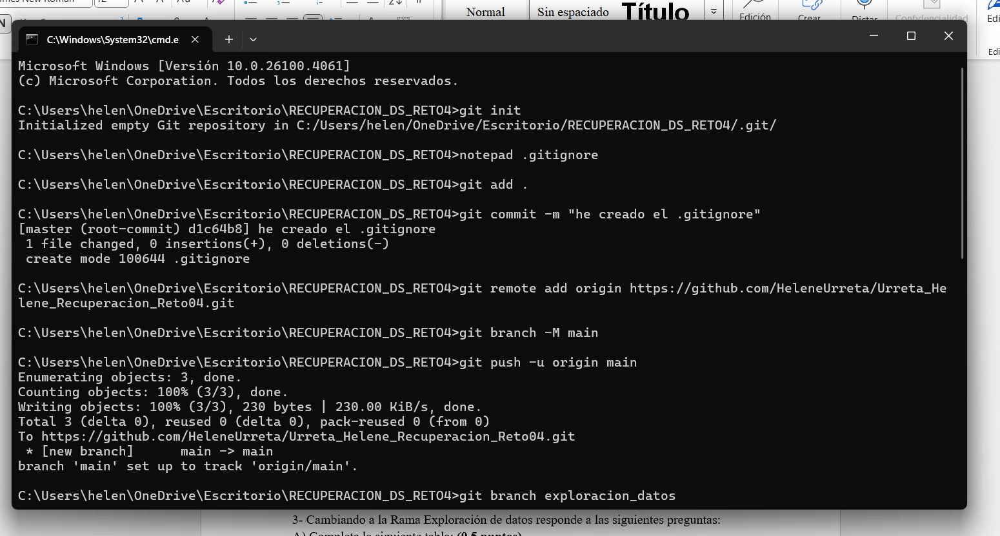 Normal
Sin espaciado
Título
Edición
Crear
Dictar
Confidencialidad
Edi
Edi
C:\Windows\System32\cmd.e
Microsoft Windows [Versión 10.0.26100.4061]
(c) Microsoft Corporation. Todos los derechos reservados.
C:\Users\helen\OneDrive\Escritorio\RECUPERACION_DS_RETO4>git init
Initialized empty Git repository in C:/Users/helen/OneDrive/Escritorio/RECUPERACION_DS_RETO4/.git/
C:\Users\helen\OneDrive\Escritorio\RECUPERACION_DS_RETO4>notepad .gitignore
C:\Users\helen\OneDrive\Escritorio\RECUPERACION_DS_RETO4>git add .
C:\Users\helen\OneDrive\Escritorio\RECUPERACION_DS_RETO4>git commit -m "he creado el .gitignore"
[master (root-commit) d1c64b8] he creado el .gitignore
 1 file changed, 0 insertions(+), 0 deletions(-)
 create mode 100644 .gitignore
C:\Users\helen\OneDrive\Escritorio\RECUPERACION_DS_RETO4>git remote add origin https://github.com/HeleneUrreta/Urreta_He
lene_Recuperacion_Reto04.git
C:\Users\helen\OneDrive\Escritorio\RECUPERACION_DS_RETO4>git branch -M main
C:\Users\helen\OneDrive\Escritorio\RECUPERACION_DS_RETO4>git push -u origin main
Enumerating objects: 3, done.
Counting objects: 100% (3/3), done.
Writing objects: 100% (3/3), 230 bytes | 230.00 KiB/s, done.
Total 3 (delta 0), reused 0 (delta 0), pack-reused 0 (from 0)
To https://github.com/HeleneUrreta/Urreta_Helene_Recuperacion_Reto04.git
 * [new branch]      main -> main
branch 'main' set up to track 'origin/main'.
C:\Users\helen\OneDrive\Escritorio\RECUPERACION_DS_RETO4>git branch exploracion_datos
3- Cambiando a la Rama Exploración de datos responde a las siguientes preguntas:
A) Completa la siguiente tabla: (0,5 puntos)